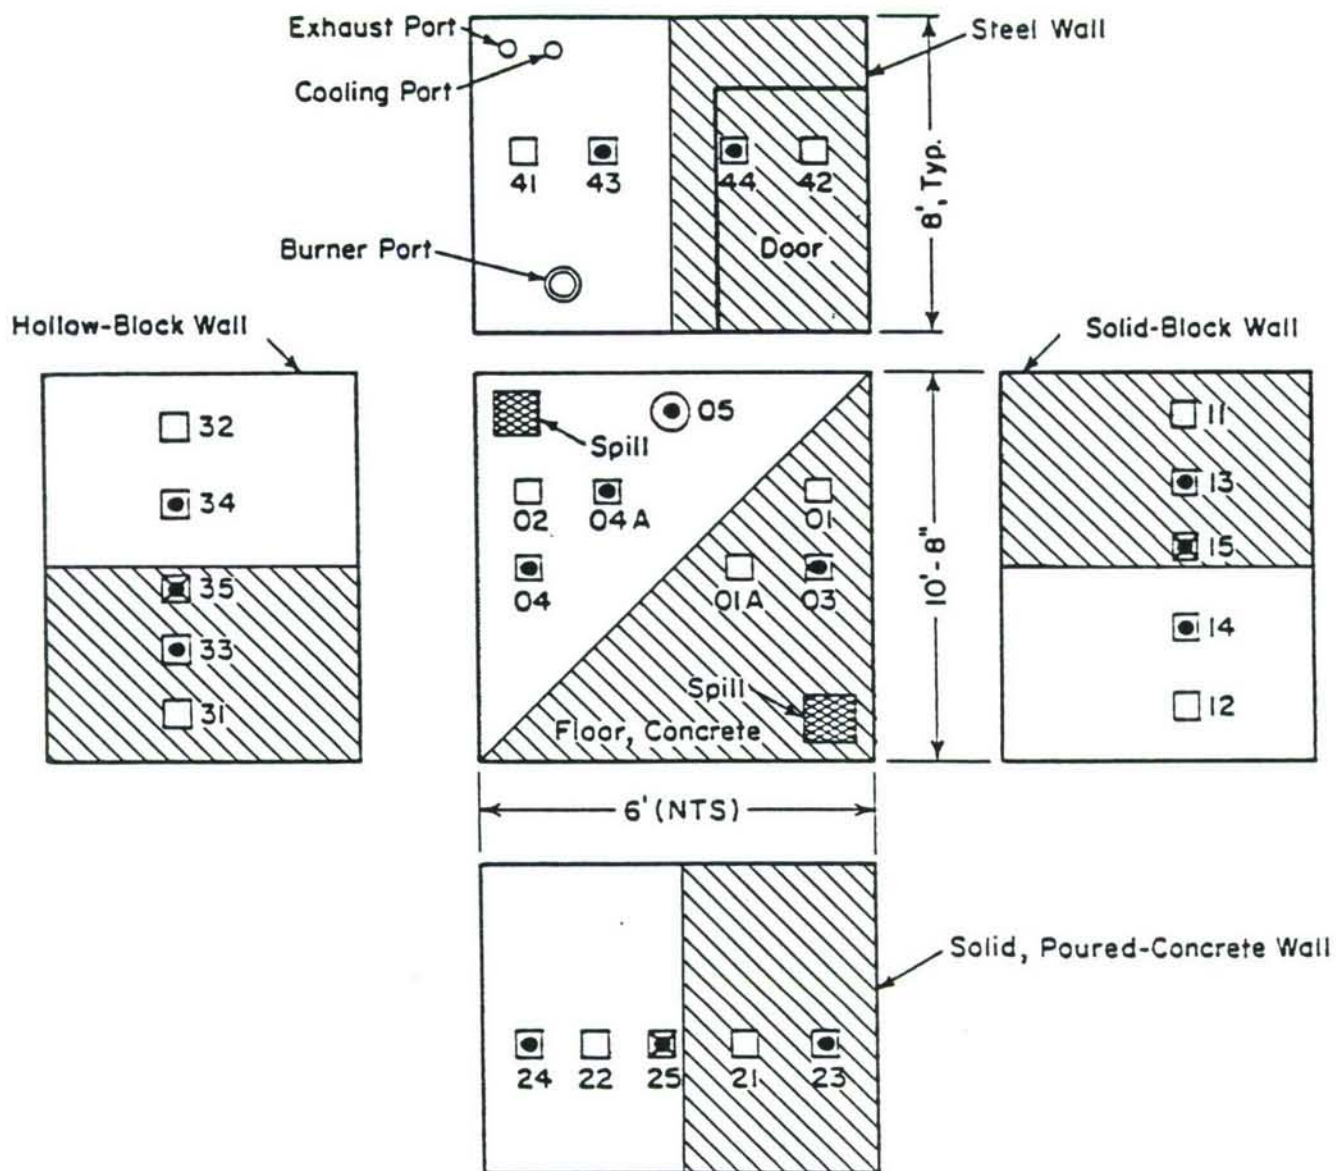 Exhaust Port
Steel Wall
Cooling Port
41
43
44
42
8', Typ.
Burner Port
Door
Hollow-Block Wall
Solid-Block Wall
32
Spill
05
11
34
02
04A
01
13
15
35
04
01A
03
10'-8"
14
33
31
Spill
12
Floor, Concrete
6' (NTS)
Solid, Poured-Concrete Wall
24
22
25
21
23